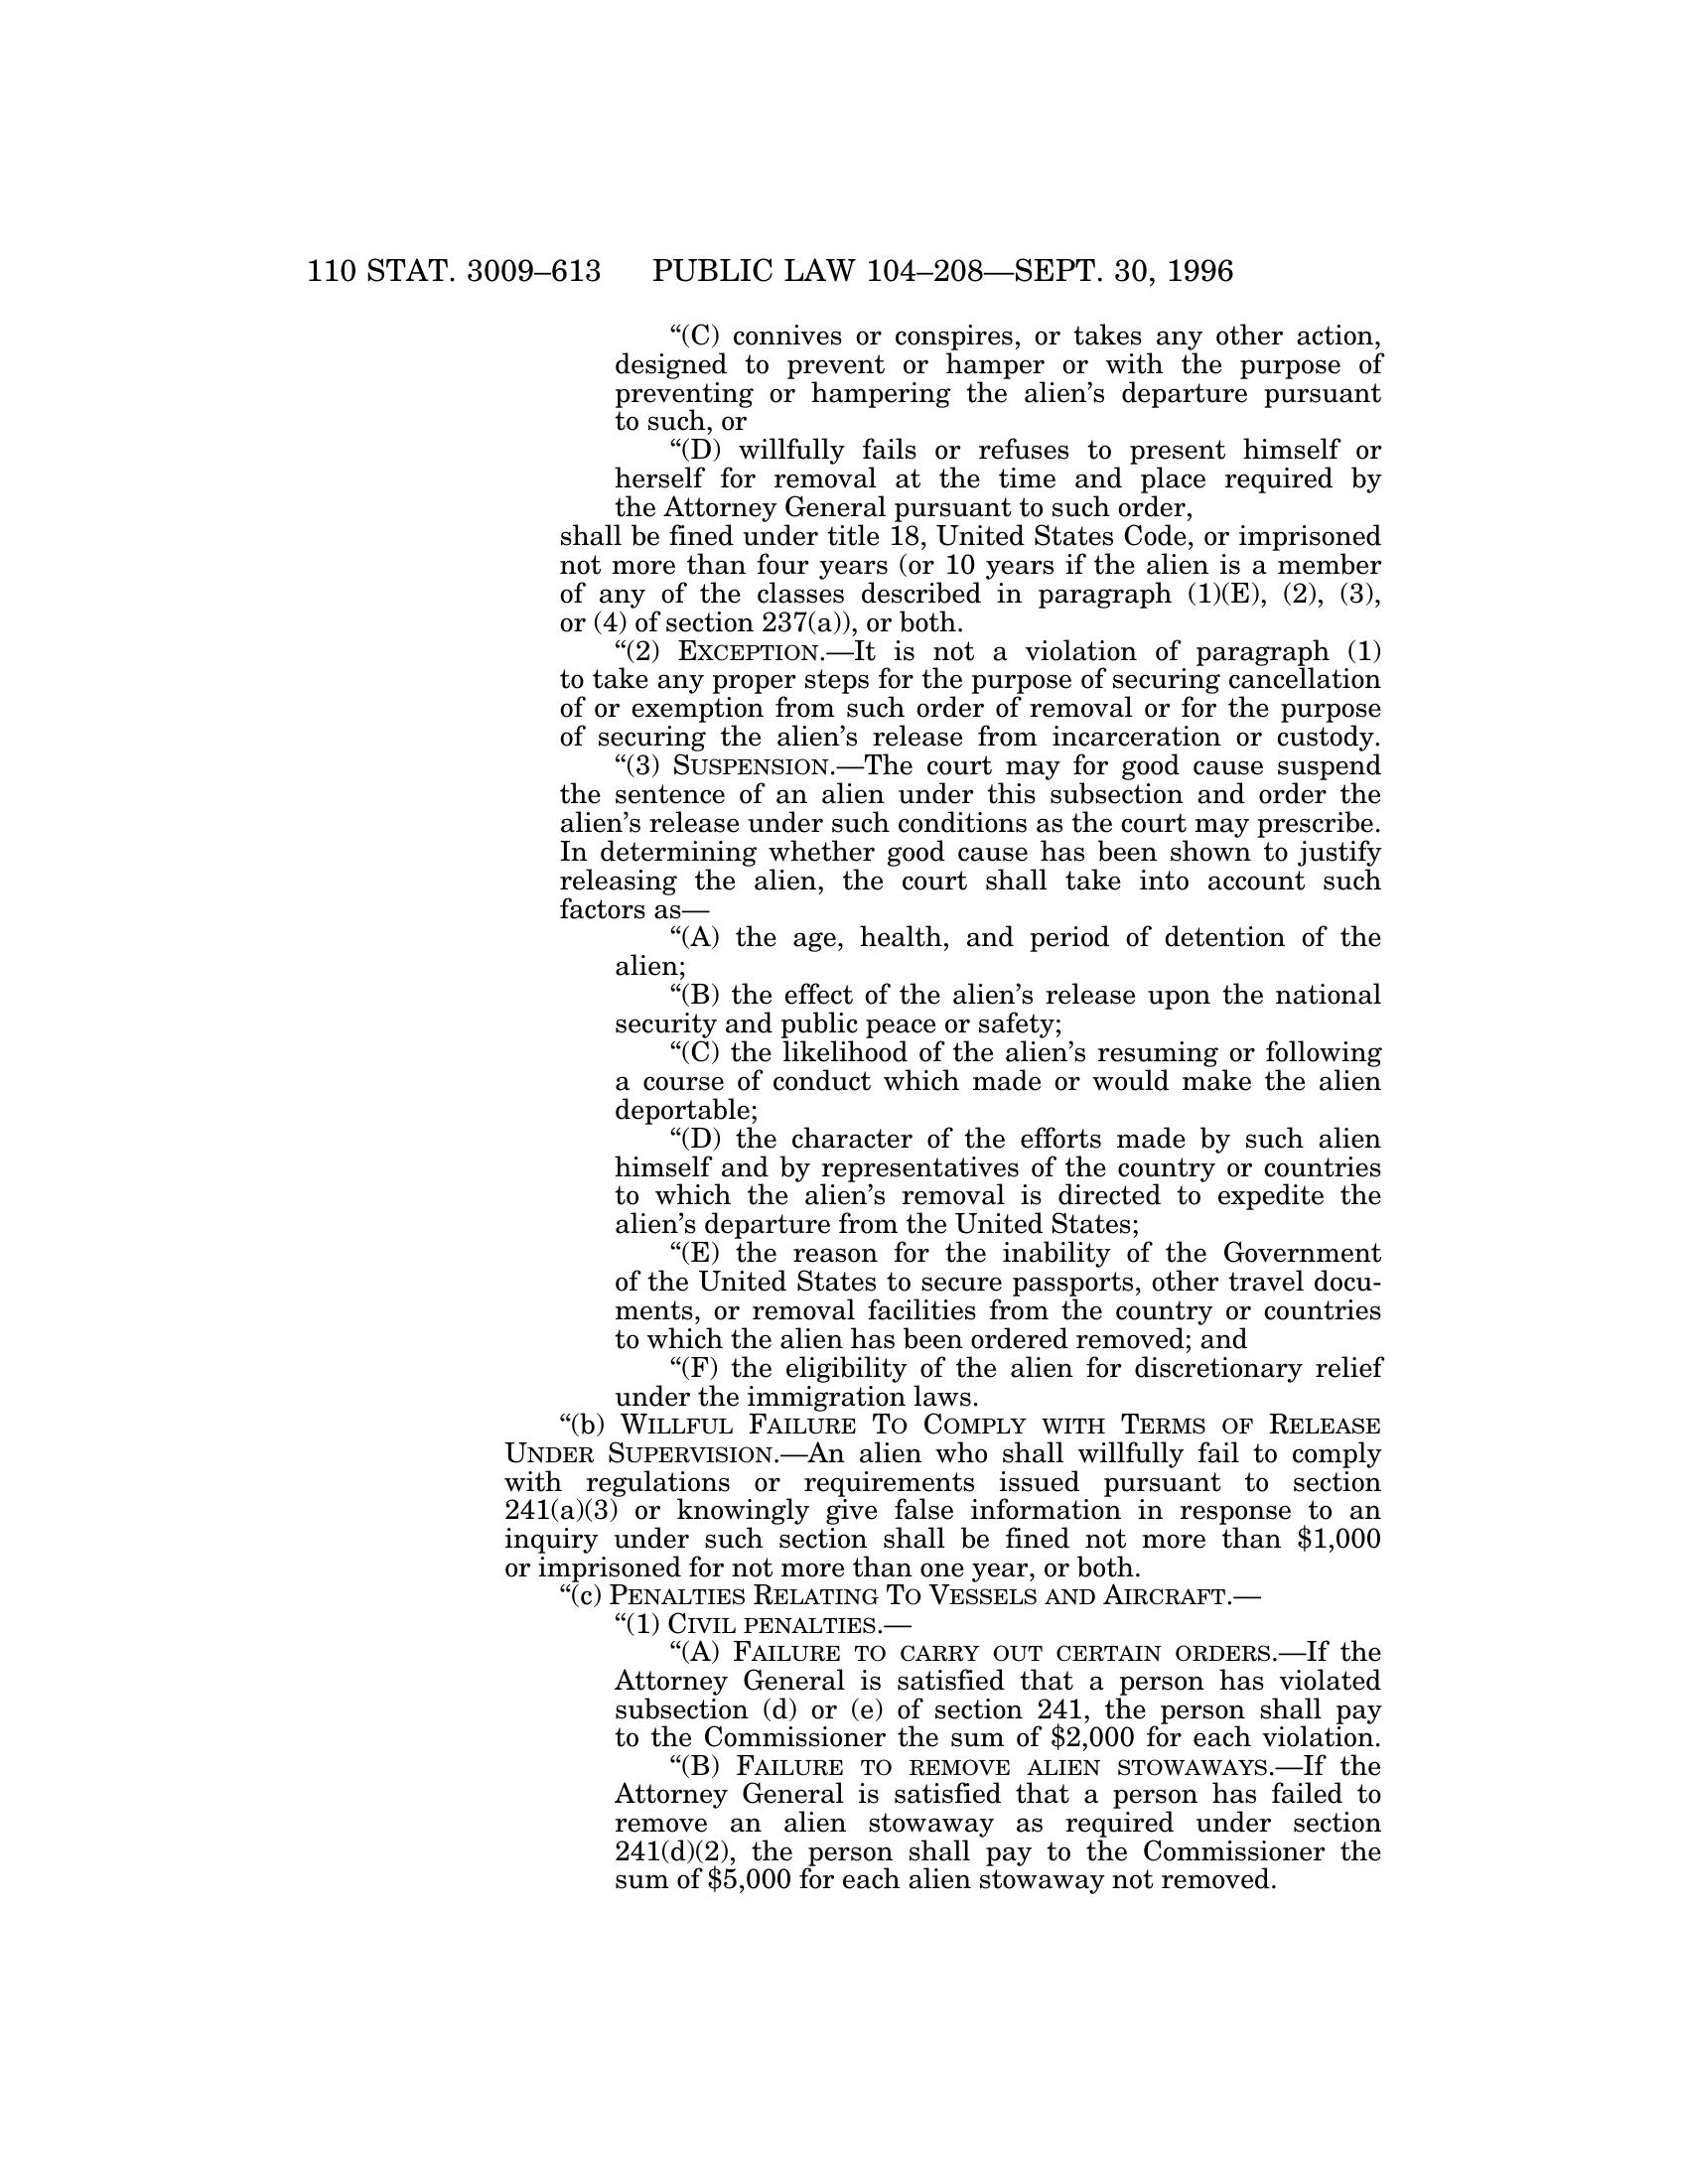 110 STAT. 3009–613 PUBLIC LAW 104–208—SEPT. 30, 1996
“(C) connives or conspires, or takes any other action,
designed to prevent or hamper or with the purpose of
preventing or hampering the alien’s departure pursuant
to such, or
“(D) willfully fails or refuses to present himself or
herself for removal at the time and place required by
the Attorney General pursuant to such order,
shall be fined under title 18, United States Code, or imprisoned
not more than four years (or 10 years if the alien is a member
of any of the classes described in paragraph (1)(E), (2), (3),
or (4) of section 237(a)), or both.
“(2) EXCEPTION.—It is not a violation of paragraph (1)
to take any proper steps for the purpose of securing cancellation
of or exemption from such order of removal or for the purpose
of securing the alien’s release from incarceration or custody.
“(3) SUSPENSION.—The court may for good cause suspend
the sentence of an alien under this subsection and order the
alien’s release under such conditions as the court may prescribe.
In determining whether good cause has been shown to justify
releasing the alien, the court shall take into account such
factors as—
“(A) the age, health, and period of detention of the
alien;
“(B) the effect of the alien’s release upon the national
security and public peace or safety;
“(C) the likelihood of the alien’s resuming or following
a course of conduct which made or would make the alien
deportable;
“(D) the character of the efforts made by such alien
himself and by representatives of the country or countries
to which the alien’s removal is directed to expedite the
alien’s departure from the United States;
“(E) the reason for the inability of the Government
of the United States to secure passports, other travel docu-
ments, or removal facilities from the country or countries
to which the alien has been ordered removed; and
“(F) the eligibility of the alien for discretionary relief
under the immigration laws.
“(b) WILLFUL FAILURE TO COMPLY WITH TERMS OF RELEASE
UNDER SUPERVISION.—An alien who shall willfully fail to comply
with regulations or requirements issued pursuant to section
241(a)(3) or knowingly give false information in response to an
inquiry under such section shall be fined not more than $1,000
or imprisoned for not more than one year, or both.
“(c) PENALTIES RELATING TO VESSELS AND AIRCRAFT.—
“(1) CIVIL PENALTIES.—
“(A) FAILURE TO CARRY OUT CERTAIN ORDERS.—If the
Attorney General is satisfied that a person has violated
subsection (d) or (e) of section 241, the person shall pay
to the Commissioner the sum of $2,000 for each violation.
“(B) FAILURE TO REMOVE ALIEN STOWAWAYS.—If the
Attorney General is satisfied that a person has failed to
remove an alien stowaway as required under section
241(d)(2), the person shall pay to the Commissioner the
sum of $5,000 for each alien stowaway not removed.